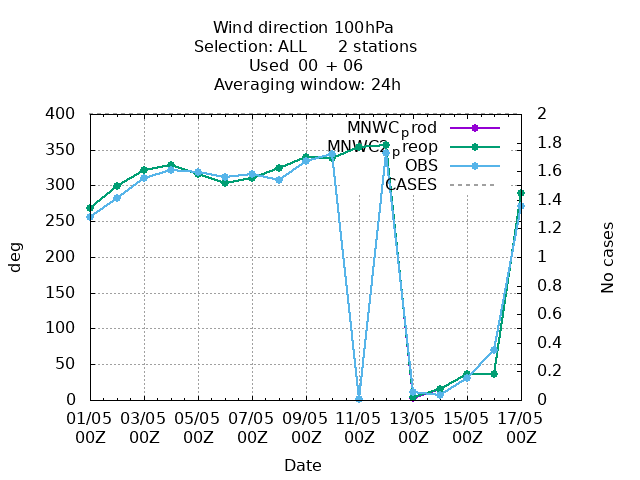 Wind direction 100hPa
Selection: ALL 2 stations
Used 00 + 06
Averaging window: 24h
400 2
MNWC_prod
350 MNWC2_preop 1.8
OBS 1.6
300 CASES
1.4
250
1.2
200 1
deg No cases
150 0.8
0.6
100
0.4
50
0.2
0 0
01/05 03/05 05/05 07/05 09/05 11/05 13/05 15/05 17/05
00Z 00Z 00Z 00Z 00Z 00Z 00Z 00Z 00Z
Date